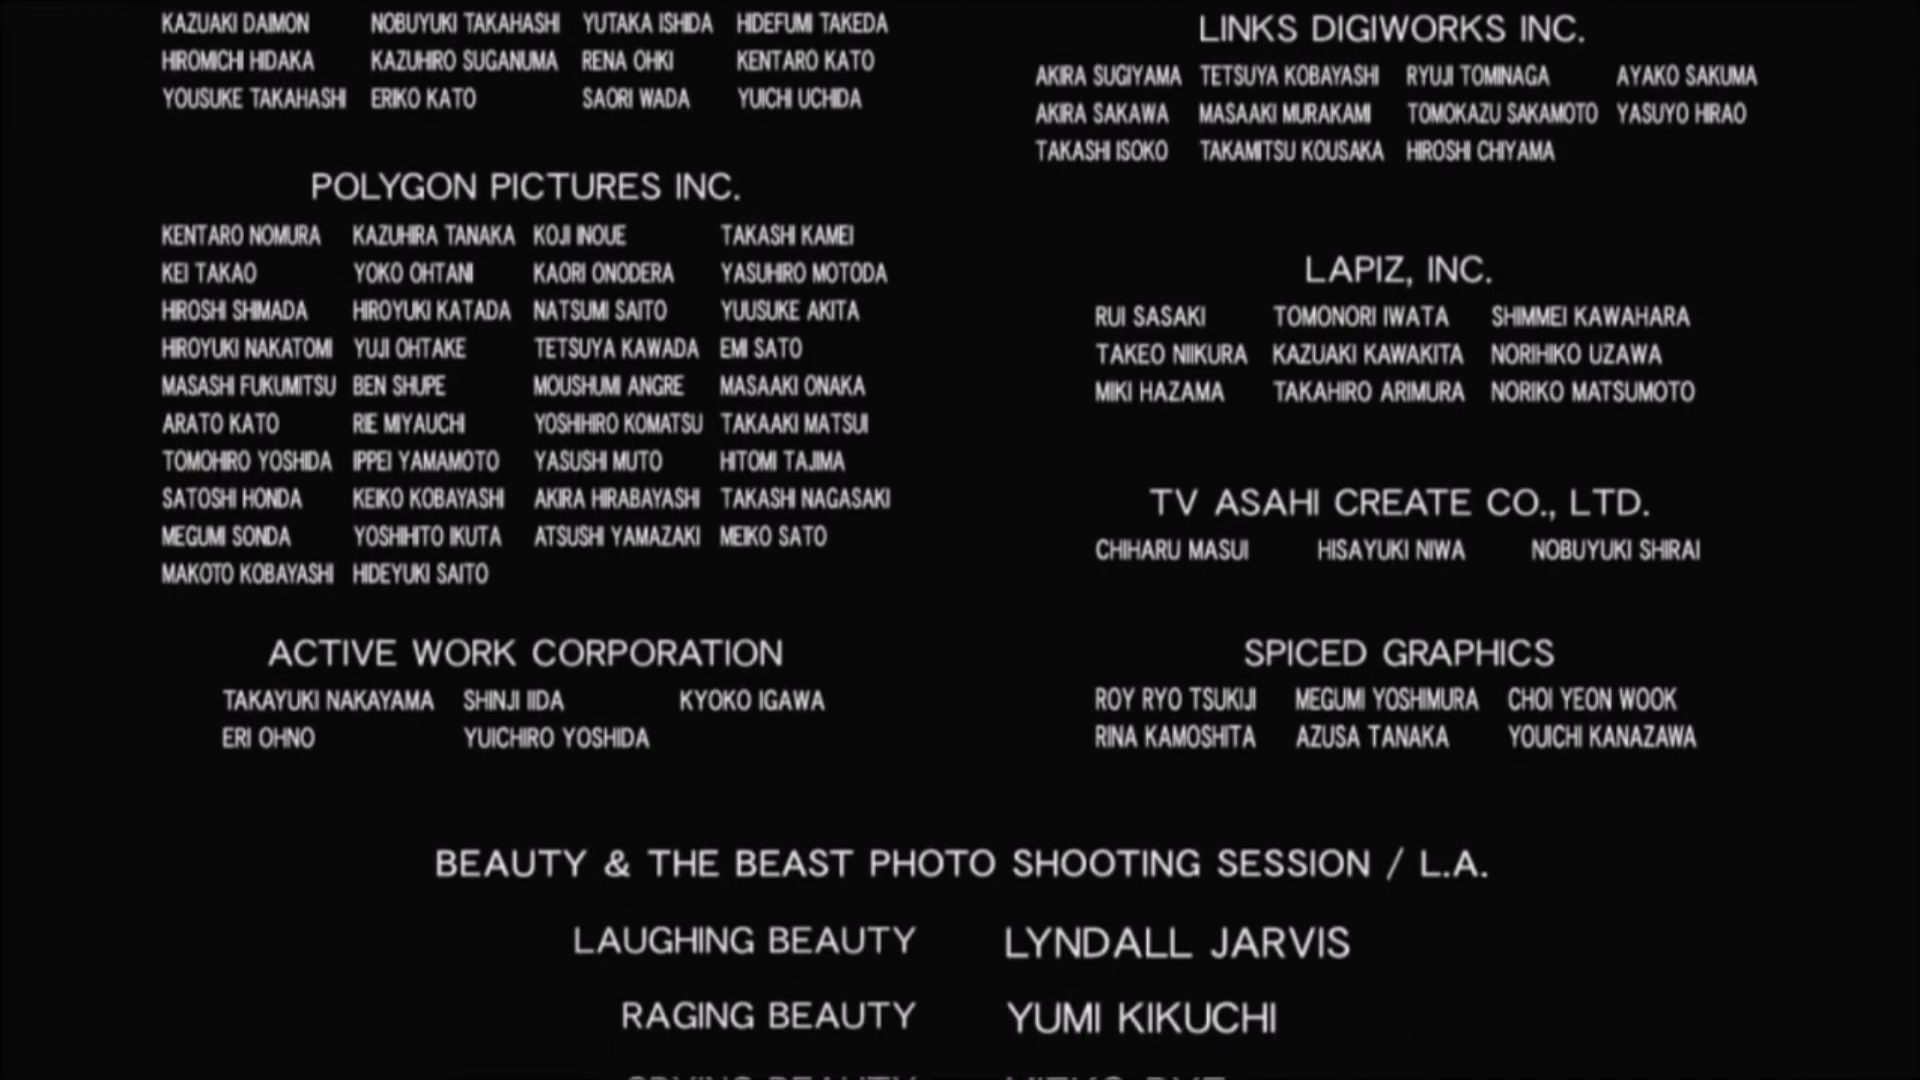 KAZUAKI DAIMON NOBUYUKI TAKAHASHI YUTAKA ISHIDA HIDEFUMI TAKEDA
HIROMICHI HIDAKA KAZUHIRO SUGANUMA RENA OHKI KENTARO KATO
YOUSUKE TAKAHASHI ERIKO KATO SAORI WADA YUICHI UCHIDA
POLYGON PICTURES INC.
KENTARO NOMURA KAZUHIRA TANAKA KOJI INOUE TAKASHI KAMEI
KEI TAKAO YOKO OHTANI KAORI ONODERA YASUHIRO MOTODA
HIROSHI SHIMADA HIROYUKI KATADA NATSUMI SAITO YUUSUKE AKITA
HIROYUKI NAKATOMI YUJI OHTAKE TETSUYA KAWADA EMI SATO
MASASHI FUKUMITSU BEN SHUPE MOUSHUMI ANGRE MASAAKI ONAKA
ARATO KATO RIE MIYAUCHI YOSHIHIRO KOMATSU TAKAAKI MATSUI
TOMOHIRO YOSHIDA IPPEI YAMAMOTO YASUSHI MUTO HITOMI TAJIMA
SATOSHI HONDA KEIKO KOBAYASHI AKIRA HIRABAYASHI TAKASHI NAGASAKI
MEGUMI SONDA YOSHIHITO IKUTA ATSUSHI YAMAZAKI MEIKO SATO
MAKOTO KOBAYASHI HIDEYUKI SAITO
ACTIVE WORK CORPORATION
TAKAYUKI NAKAYAMA SHINJI IIDA KYOKO IGAWA
ERI OHNO YUICHIRO YOSHIDA
LINKS DIGIWORKS INC.
AKIRA SUGIYAMA TETSUYA KOBAYASHI RYUJI TOMINAGA AYAKO SAKUMA
AKIRA SAKAWA MASAAKI MURAKAMI TOMOKAZU SAKAMOTO YASUYO HIRAO
TAKASHI ISOKO TAKAMITSU KOUSAKA HIROSHI CHIYAMA
LAPIZ, INC.
RUI SASAKI TOMONORI IWATA SHIMMEI KAWAHARA
TAKEO NIIKURA KAZUAKI KAWAKITA NORIHIKO UZAWA
MIKI HAZAMA TAKAHIRO ARIMURA NORIKO MATSUMOTO
TV ASAHI CREATE CO., LTD.
CHIHARU MASUI HISAYUKI NIWA NOBUYUKI SHIRAI
SPICED GRAPHICS
ROY RYO TSUKIJI MEGUMI YOSHIMURA CHOI YEON WOOK
RINA KAMOSHITA AZUSA TANAKA YOUICHI KANAZAWA
BEAUTY & THE BEAST PHOTO SHOOTING SESSION / L.A.
LAUGHING BEAUTY LYNDALL JARVIS
RAGING BEAUTY YUMI KIKUCHI